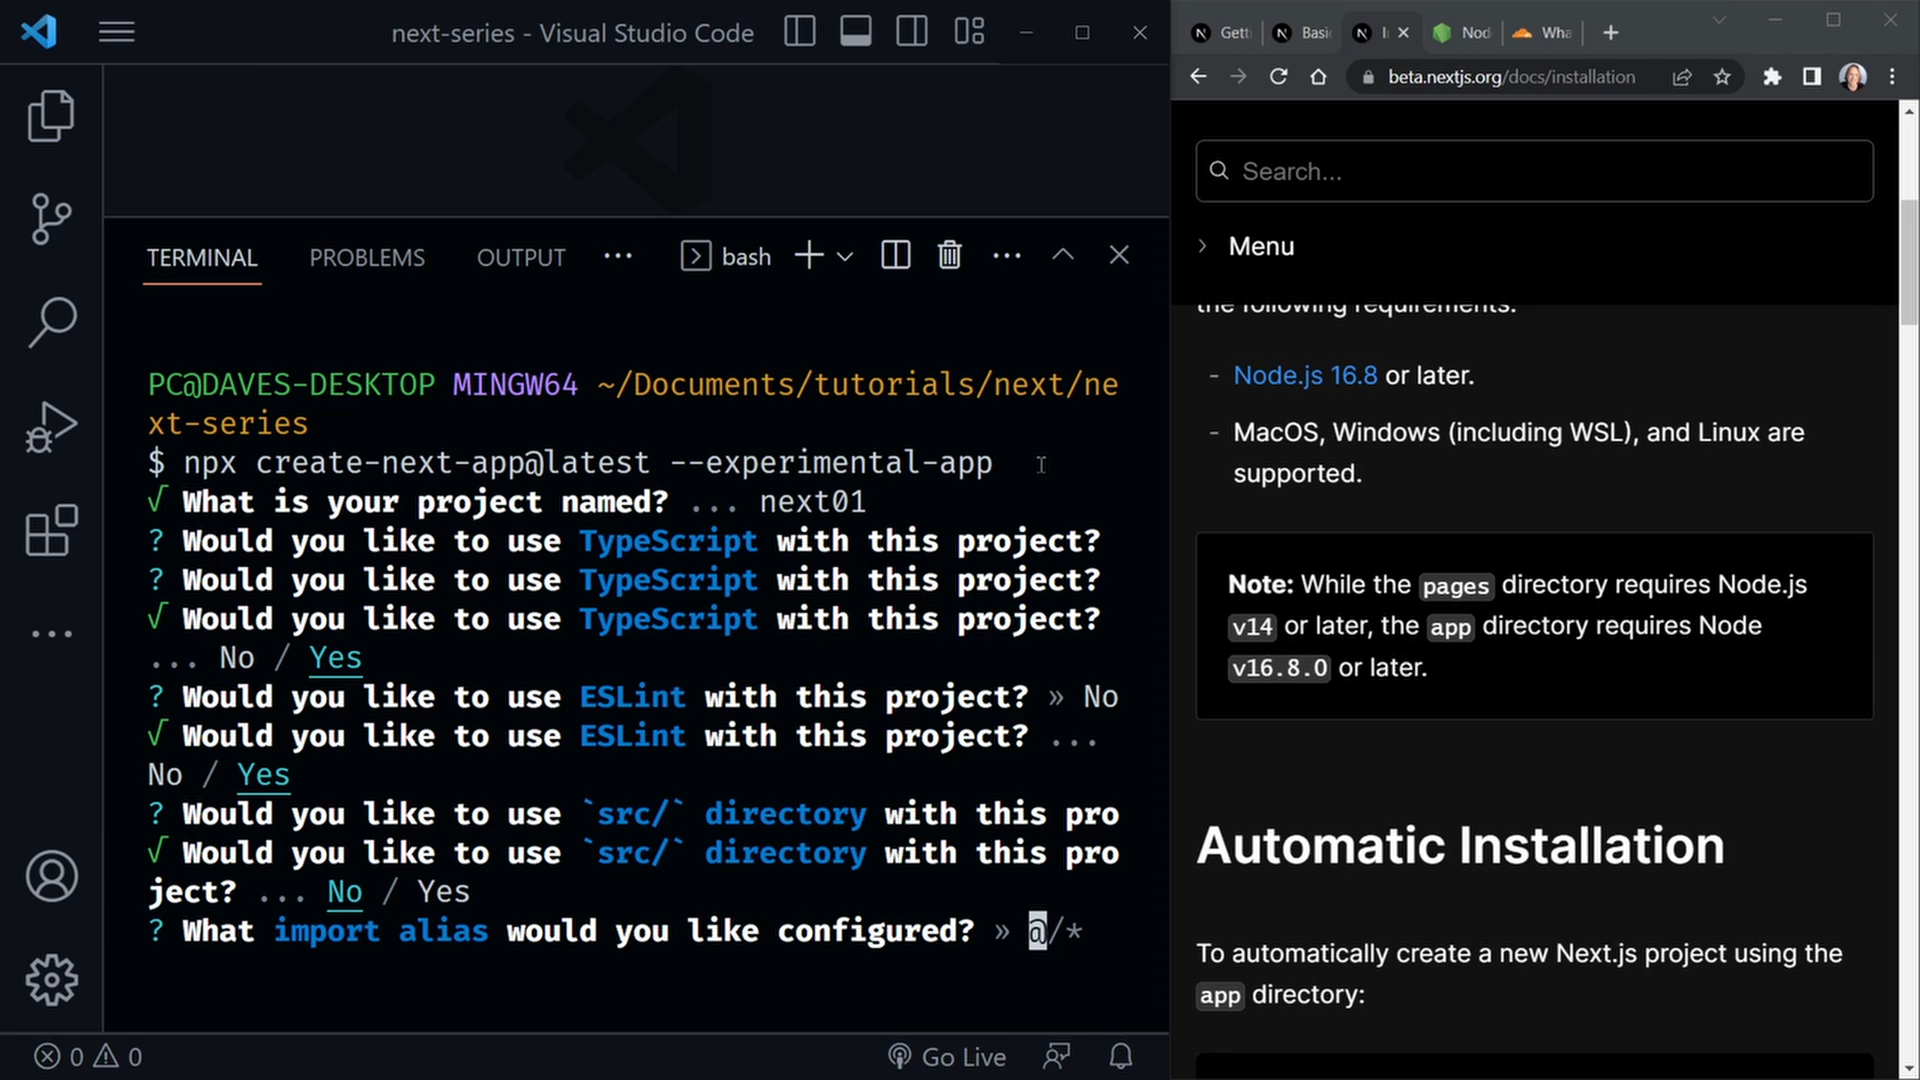 next-series - Visual Studio Code
TERMINAL PROBLEMS OUTPUT ... bash
PC@DAVES-DESKTOP MINGW64 ~/Documents/tutorials/next/ne
xt-series
$ npx create-next-app@latest --experimental-app
√ What is your project named? ... next01
? Would you like to use TypeScript with this project?
? Would you like to use TypeScript with this project?
√ Would you like to use TypeScript with this project?
... No / Yes
? Would you like to use ESLint with this project? » No
√ Would you like to use ESLint with this project? ...
No / Yes
? Would you like to use `src/` directory with this pro
√ Would you like to use `src/` directory with this pro
ject? ... No / Yes
? What import alias would you like configured? » @/*
0 0 Go Live
Getti Basic I Nod Wha
beta.nextjs.org/docs/installation
Search...
Menu
the following requirements:
- Node.js 16.8 or later.
- MacOS, Windows (including WSL), and Linux are
supported.
Note: While the pages directory requires Node.js
v14 or later, the app directory requires Node
v16.8.0 or later.
Automatic Installation
To automatically create a new Next.js project using the
app directory: